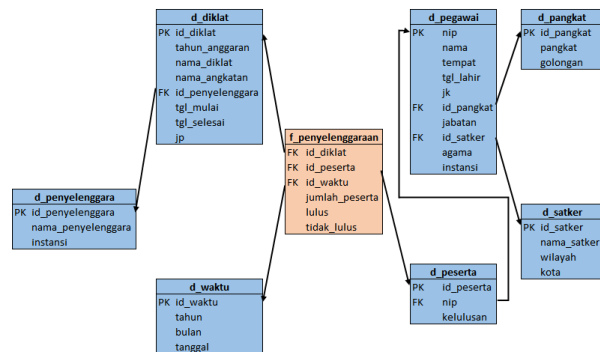 d_diklat
PK id_diklat
tahun_anggaran
nama_diklat
nama_angkatan
FK id_penyelenggara
tgl_mulai
tgl_selesai
jp
d_pegawai
PK nip
nama
tempat
tgl_lahir
jk
FK id_pangkat
jabatan
FK id_satker
agama
instansi
d_pangkat
PK id_pangkat
pangkat
golongan
f_penyelenggaraan
FK id_diklat
FK id_peserta
FK id_waktu
jumlah_peserta
lulus
tidak_lulus
d_penyelenggara
PK id_penyelenggara
nama_penyelenggara
instansi
d_satker
PK id_satker
nama_satker
wilayah
kota
d_waktu
PK id_waktu
tahun
bulan
tanggal
d_peserta
PK id_peserta
FK nip
kelulusan